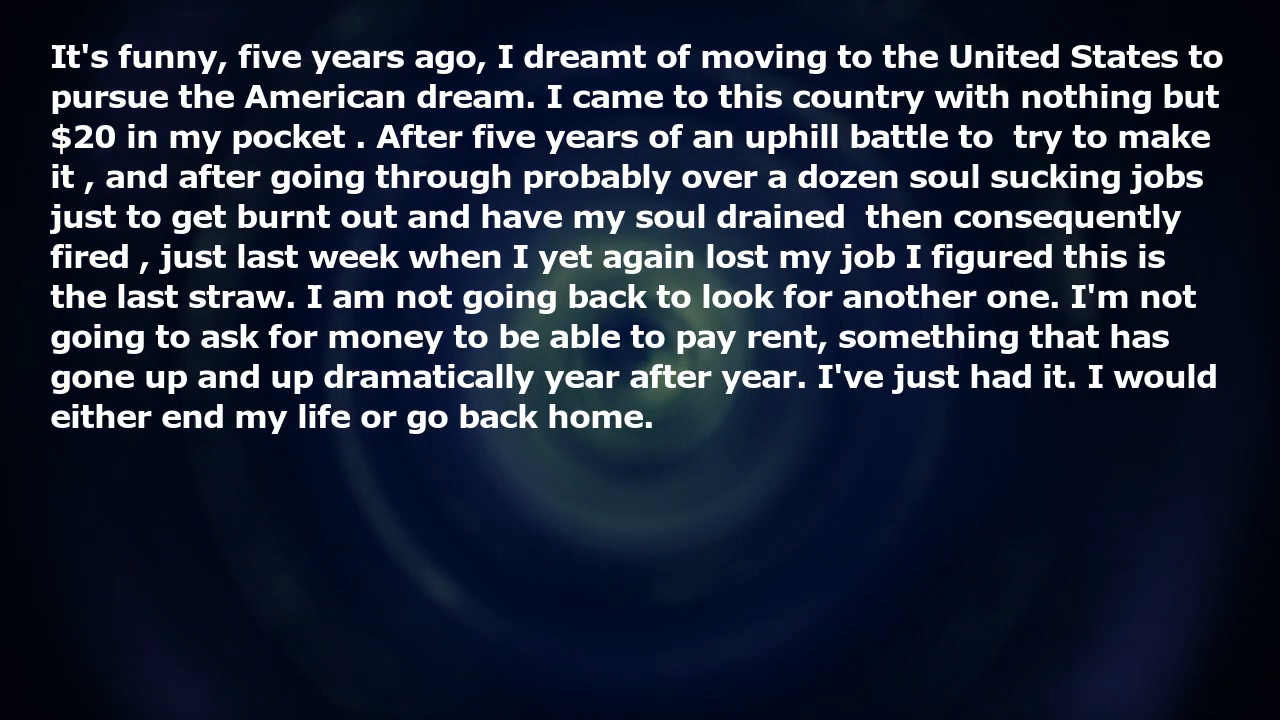 It's funny, five years ago, I dreamt of moving to the United States to
pursue the American dream. I came to this country with nothing but
$20 in my pocket . After five years of an uphill battle to  try to make
it , and after going through probably over a dozen soul sucking jobs
just to get burnt out and have my soul drained  then consequently
fired , just last week when I yet again lost my job I figured this is
the last straw. I am not going back to look for another one. I'm not
going to ask for money to be able to pay rent, something that has
gone up and up dramatically year after year. I've just had it. I would
either end my life or go back home.